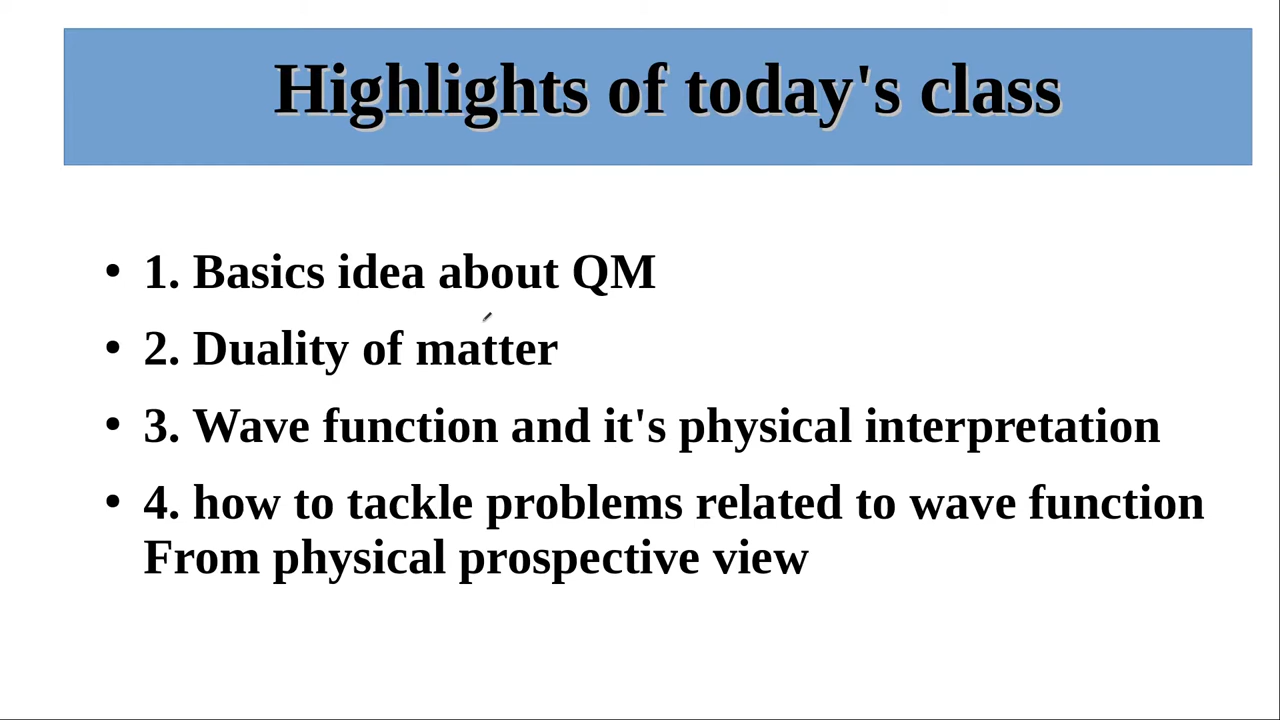 Highlights of today's class
• 1. Basics idea about QM
• 2. Duality of matter
• 3. Wave function and it's physical interpretation
• 4. how to tackle problems related to wave function
From physical prospective view